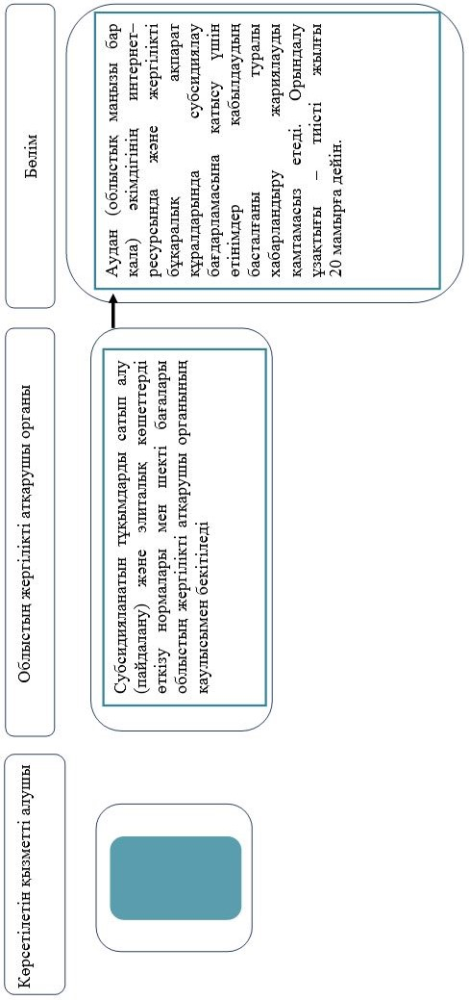 Көрсетілетін қызметті алушы
Облыстың жергілікті атқарушы органы
Бөлім
Субсидияланатын тұқымдарды сатып алу
(пайдалану) және элиталық көшеттерді
өткізу нормалары мен шекті бағалары
облыстың жергілікті атқарушы органының
қаулысымен бекітіледі
Аудан (облыстық маңызы бар
қала) әкімдігінің интернет–
ресурсында және жергілікті
бұқаралық ақпарат
құралдарында субсидиялау
бағдарламасына қатысу үшін
өтінімдер қабылдаудың
басталғаны туралы
хабарландыру жариялауды
қамтамасыз етеді. Орындалу
ұзақтығы – тиісті жылғы
20 мамырға дейін.